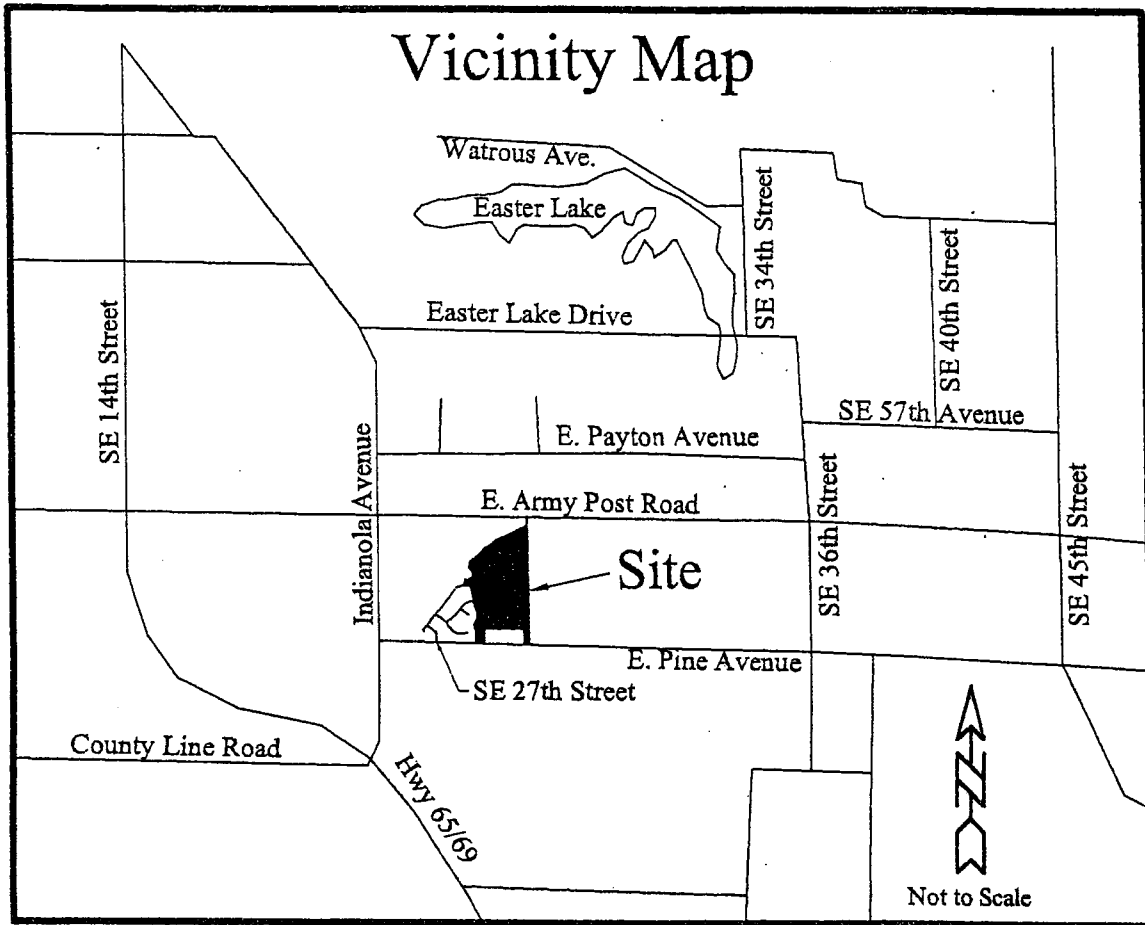 Vicinity Map
Watrous Ave.
Easter Lake
SE 34th Street
SE 40th Street
Easter Lake Drive
SE 14th Street
SE 57th Avenue
E. Payton Avenue
Indianola Avenue
E. Army Post Road
SE 36th Street
SE 45th Street
Site
E. Pine Avenue
SE 27th Street
County Line Road
Hwy 65/69
N
Not to Scale